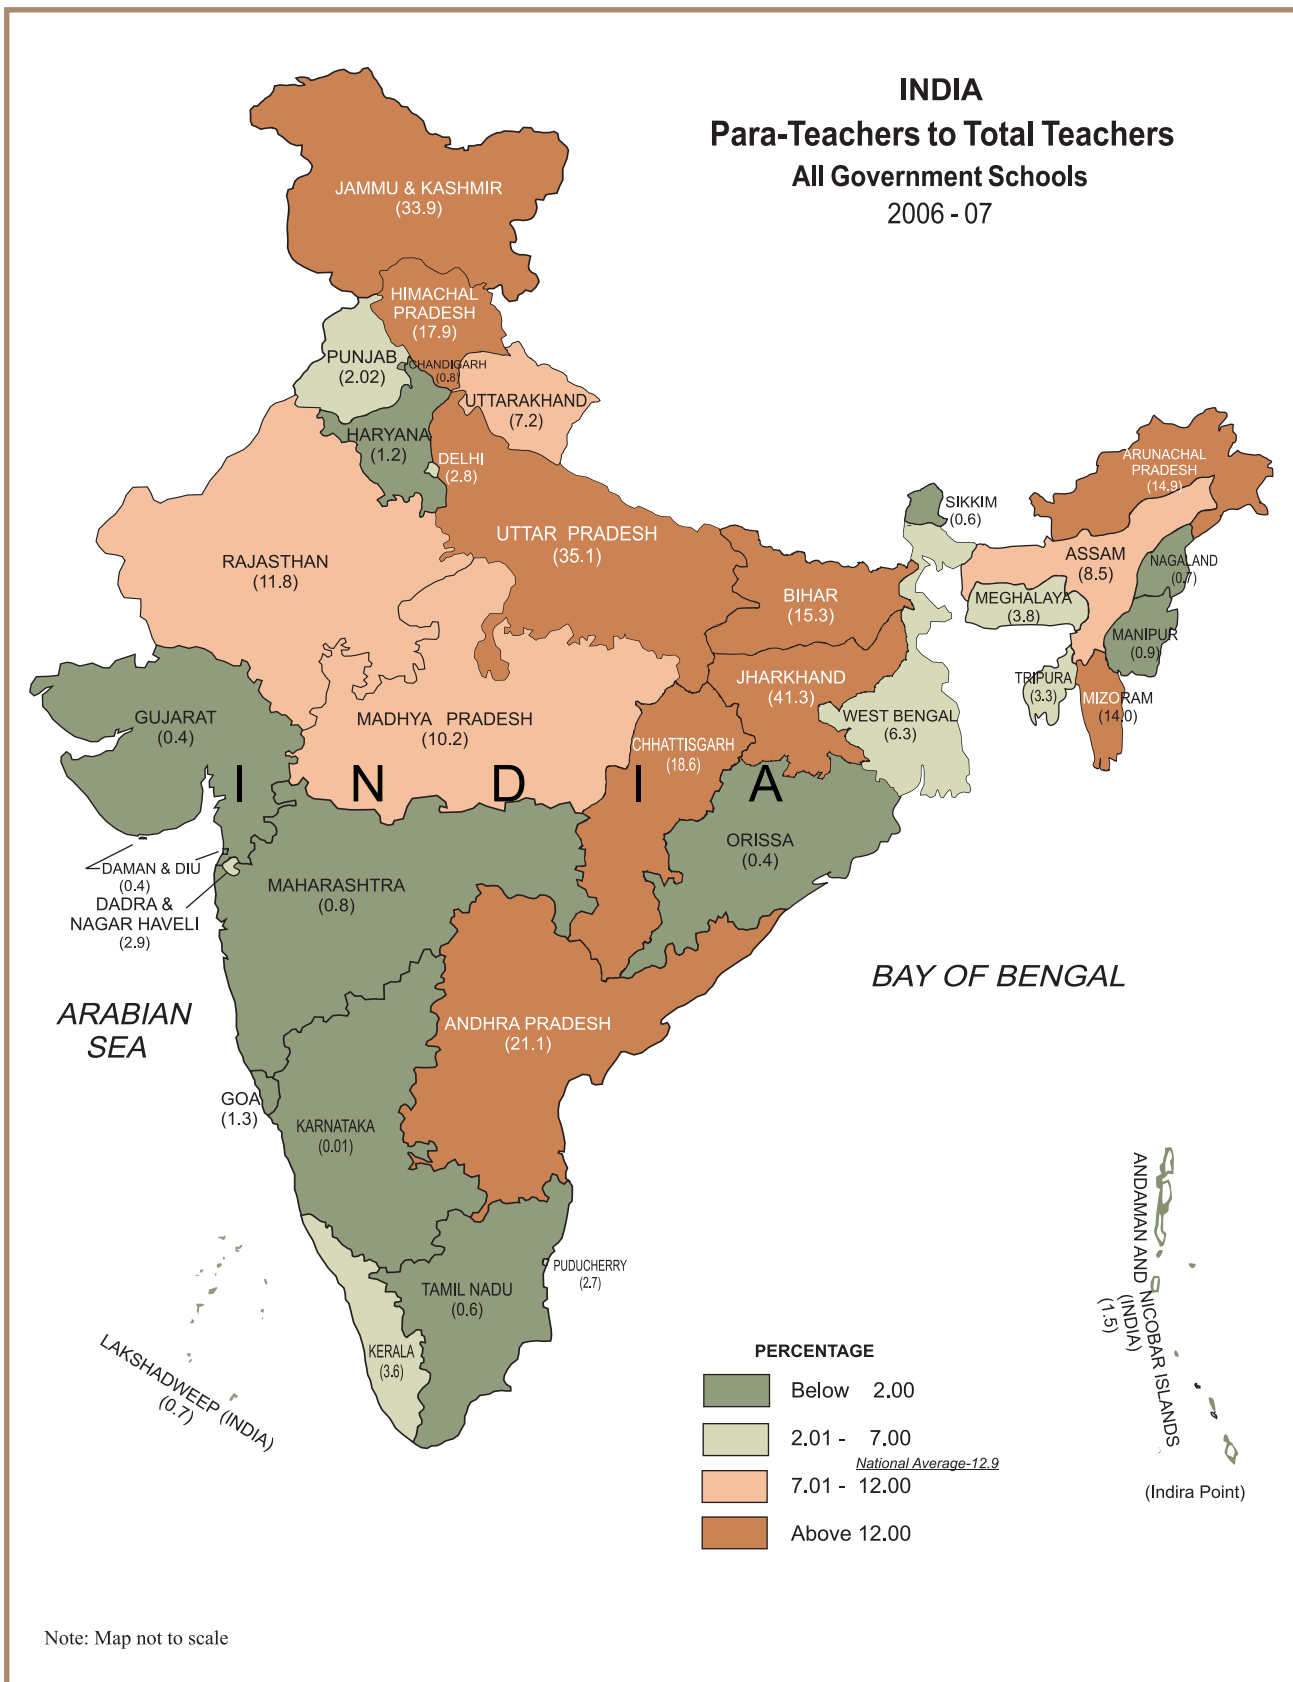 INDIA
Para-Teachers to Total Teachers
All Government Schools
2006 - 07
JAMMU & KASHMIR
(33.9)
HIMACHAL
PRADESH
(17.9)
PUNJAB
(2.02)
CHANDIGARH
(0.8)
UTTARAKHAND
(7.2)
HARYANA
(1.2)
DELHI
(2.8)
ARUNACHAL
PRADESH
(14.9)
SIKKIM
(0.6)
UTTAR PRADESH
(35.1)
RAJASTHAN
(11.8)
ASSAM
(8.5)
NAGALAND
(0.7)
BIHAR
(15.3)
MEGHALAYA
(3.8)
MANIPUR
(0.9)
JHARKHAND
(41.3)
TRIPURA
(3.3)
MIZORAM
(14.0)
GUJARAT
(0.4)
MADHYA PRADESH
(10.2)
WEST BENGAL
(6.3)
CHHATTISGARH
(18.6)
I N D I A
ORISSA
(0.4)
DAMAN & DIU
(0.4)
DADRA &
NAGAR HAVELI
(2.9)
MAHARASHTRA
(0.8)
BAY OF BENGAL
ARABIAN
SEA
ANDHRA PRADESH
(21.1)
GOA
(1.3)
KARNATAKA
(0.01)
PUDUCHERRY
(2.7)
TAMIL NADU
(0.6)
KERALA
(3.6)
LAKSHADWEEP (INDIA)
(0.7)
ANDAMAN AND NICOBAR ISLANDS
(INDIA)
(1.5)
(Indira Point)
PERCENTAGE
Below 2.00
2.01 - 7.00
National Average-12.9
7.01 - 12.00
Above 12.00
Note: Map not to scale